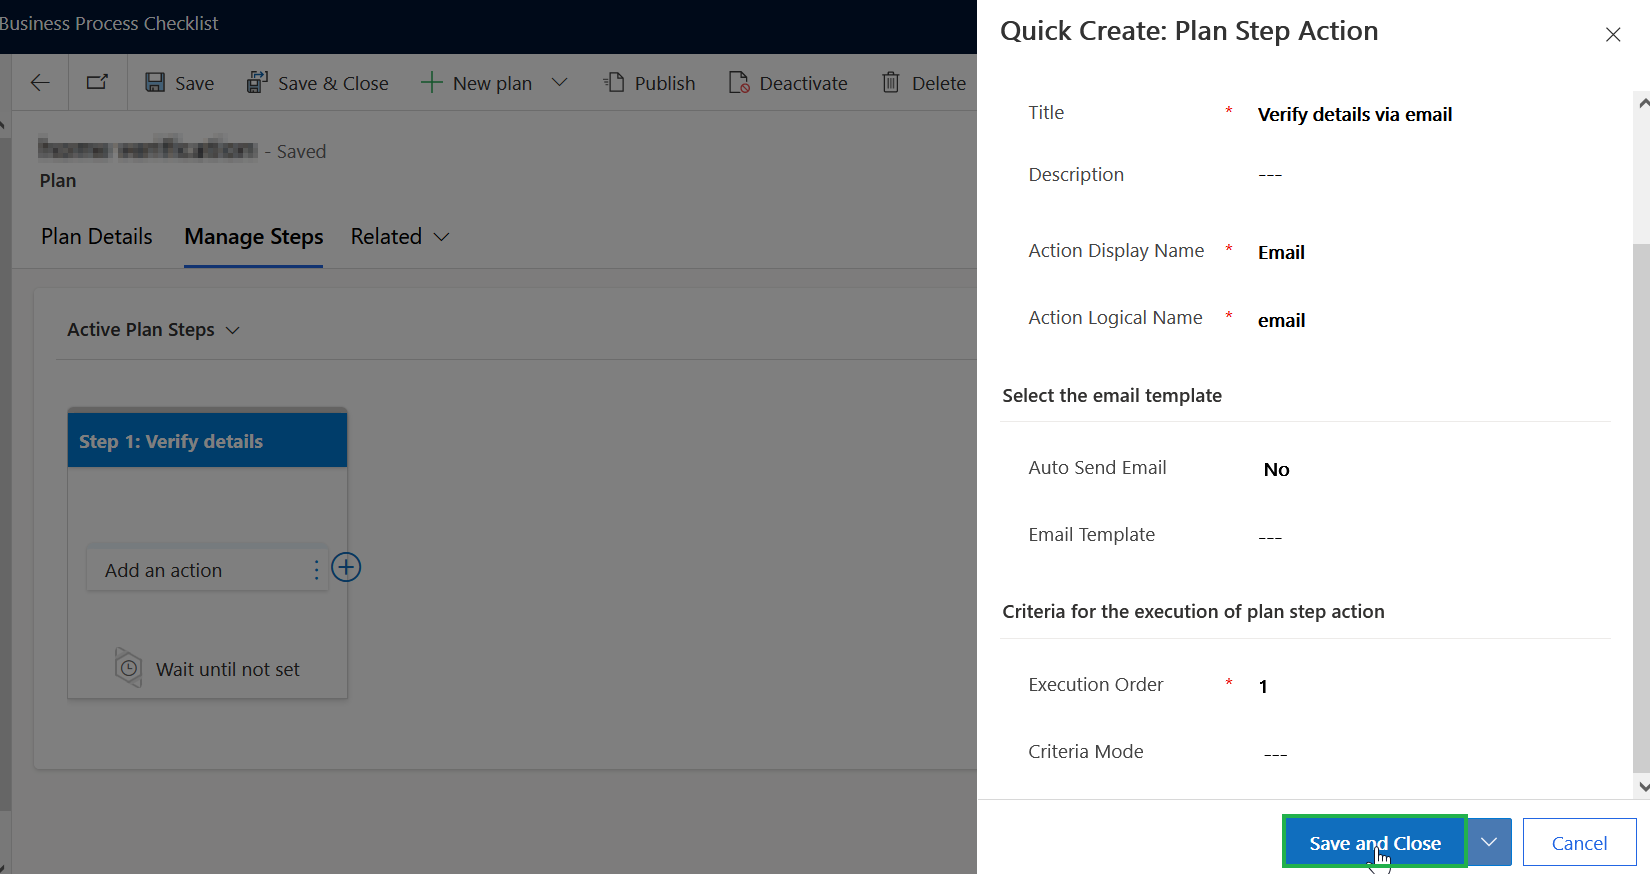 Business Process Checklist
Save
Save & Close
New plan
Publish
Deactivate
Delete
- Saved
Plan
Plan Details
Manage Steps
Related
Active Plan Steps
Step 1: Verify details
Add an action
Wait until not set
Quick Create: Plan Step Action
Title * Verify details via email
Description ---
Action Display Name * Email
Action Logical Name * email
Select the email template
Auto Send Email No
Email Template ---
Criteria for the execution of plan step action
Execution Order * 1
Criteria Mode ---
Save and Close
Cancel